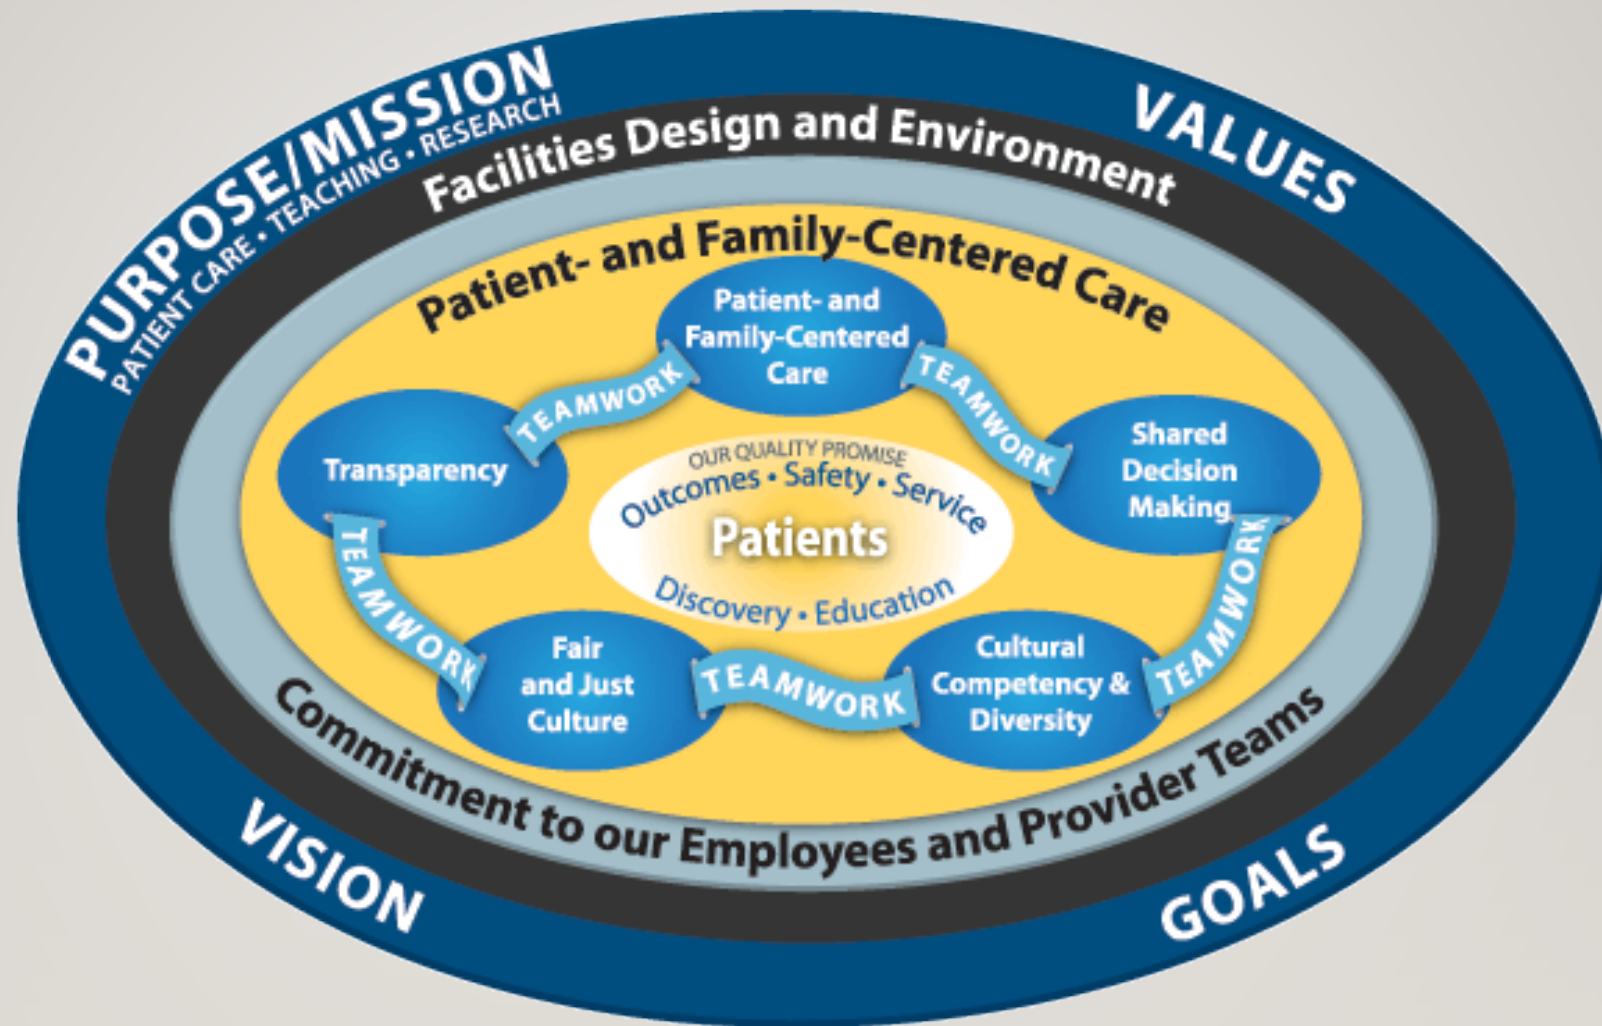 PURPOSE/MISSION
PATIENT CARE • TEACHING • RESEARCH
VALUES
Facilities Design and Environment
Patient- and Family-Centered Care
Patient- and
Family-Centered
Care
TEAMWORK
TEAMWORK
Transparency
Shared
Decision
Making
OUR QUALITY PROMISE
Outcomes • Safety • Service
Patients
Discovery • Education
TEAMWORK
TEAMWORK
Fair
and Just
Culture
TEAMWORK
Cultural
Competency &
Diversity
Commitment to our Employees and Provider Teams
VISION
GOALS